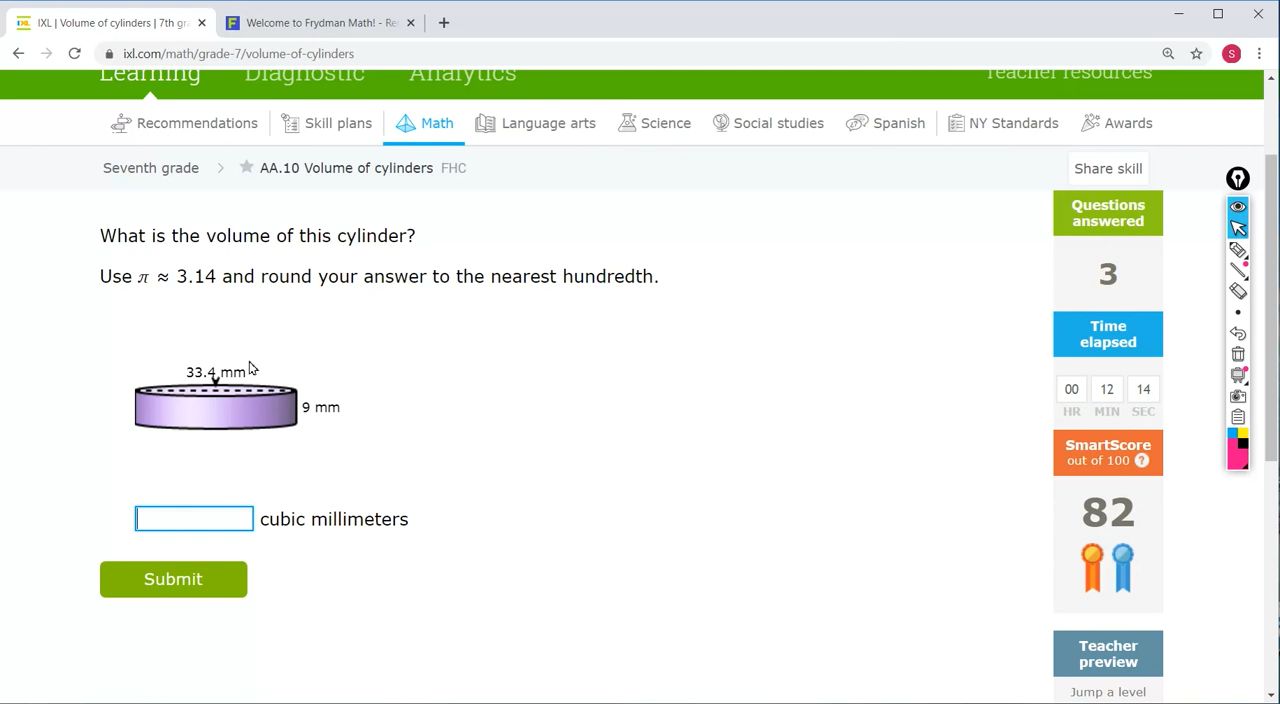 IXL | Volume of cylinders | 7th gra
Welcome to Frydman Math! - Rec
ixl.com/math/grade-7/volume-of-cylinders
S
Learning Diagnostic Analytics Teacher resources
Recommendations Skill plans Math Language arts Science Social studies Spanish NY Standards Awards
Seventh grade > AA.10 Volume of cylinders FHC
Share skill
What is the volume of this cylinder?
Use π ≈ 3.14 and round your answer to the nearest hundredth.
33.4 mm
9 mm
cubic millimeters
Submit
Questions
answered
3
Time
elapsed
00 12 14
HR MIN SEC
SmartScore
out of 100 ?
82
Teacher
preview
Jump a level